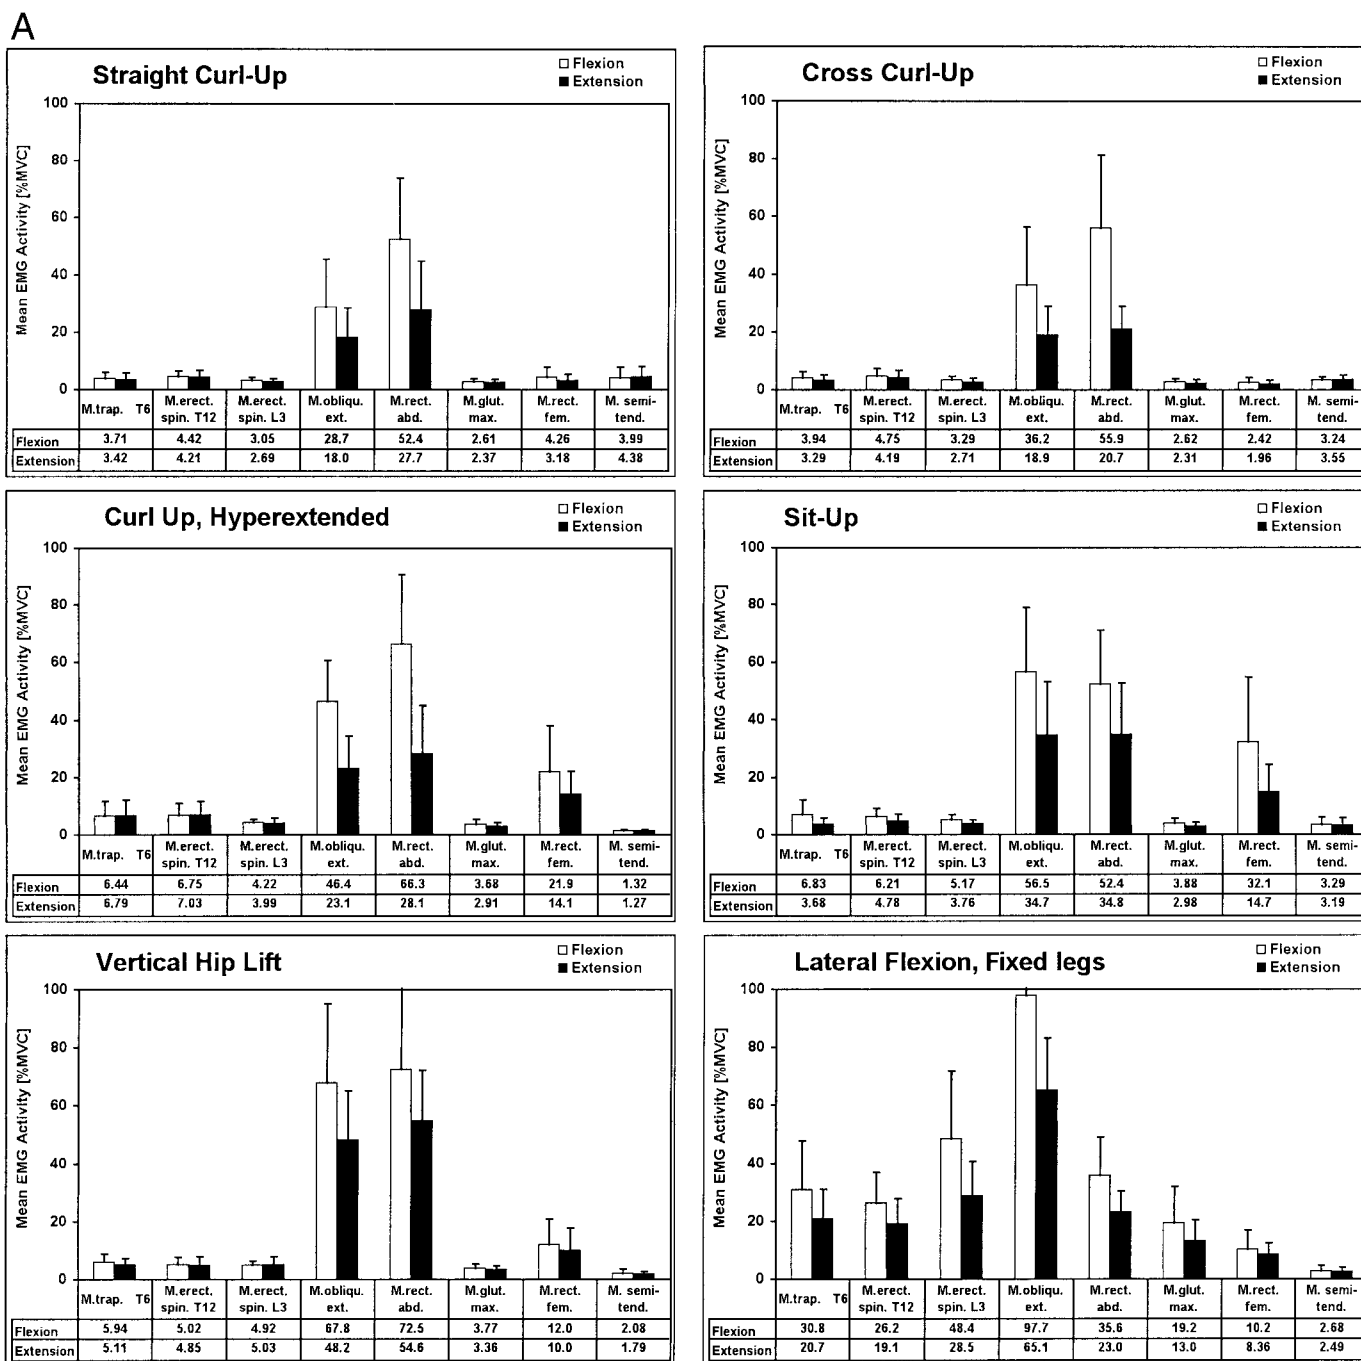 A
Straight Curl-Up
Flexion
Extension
Mean EMG Activity [%MVC]
100
80
60
40
20
0
M.trap. T6 M.erect. spin. T12 M.erect. spin. L3 M.obliqu. ext. M.rect. abd. M.glut. max. M.rect. fem. M. semi-tend.
Flexion 3.71 4.42 3.05 28.7 52.4 2.61 4.26 3.99
Extension 3.42 4.21 2.69 18.0 27.7 2.37 3.18 4.38
Cross Curl-Up
Flexion
Extension
Mean EMG Activity [%MVC]
100
80
60
40
20
0
M.trap. T6 M.erect. spin. T12 M.erect. spin. L3 M.obliqu. ext. M.rect. abd. M.glut. max. M.rect. fem. M. semi-tend.
Flexion 3.94 4.75 3.29 36.2 55.9 2.62 2.42 3.24
Extension 3.29 4.19 2.71 18.9 20.7 2.31 1.96 3.55
Curl Up, Hyperextended
Flexion
Extension
Mean EMG Activity [%MVC]
100
80
60
40
20
0
M.trap. T6 M.erect. spin. T12 M.erect. spin. L3 M.obliqu. ext. M.rect. abd. M.glut. max. M.rect. fem. M. semi-tend.
Flexion 6.44 6.75 4.22 46.4 66.3 3.68 21.9 1.32
Extension 6.79 7.03 3.99 23.1 28.1 2.91 14.1 1.27
Sit-Up
Flexion
Extension
Mean EMG Activity [%MVC]
100
80
60
40
20
0
M.trap. T6 M.erect. spin. T12 M.erect. spin. L3 M.obliqu. ext. M.rect. abd. M.glut. max. M.rect. fem. M. semi-tend.
Flexion 6.83 6.21 5.17 56.5 52.4 3.88 32.1 3.29
Extension 3.68 4.78 3.76 34.7 34.8 2.98 14.7 3.19
Vertical Hip Lift
Flexion
Extension
Mean EMG Activity [%MVC]
100
80
60
40
20
0
M.trap. T6 M.erect. spin. T12 M.erect. spin. L3 M.obliqu. ext. M.rect. abd. M.glut. max. M.rect. fem. M. semi-tend.
Flexion 5.94 5.02 4.92 67.8 72.5 3.77 12.0 2.08
Extension 5.11 4.85 5.03 48.2 54.6 3.36 10.0 1.79
Lateral Flexion, Fixed legs
Flexion
Extension
Mean EMG Activity [%MVC]
100
80
60
40
20
0
M.trap. T6 M.erect. spin. T12 M.erect. spin. L3 M.obliqu. ext. M.rect. abd. M.glut. max. M.rect. fem. M. semi-tend.
Flexion 30.8 26.2 48.4 97.7 35.6 19.2 10.2 2.68
Extension 20.7 19.1 28.5 65.1 23.0 13.0 8.36 2.49